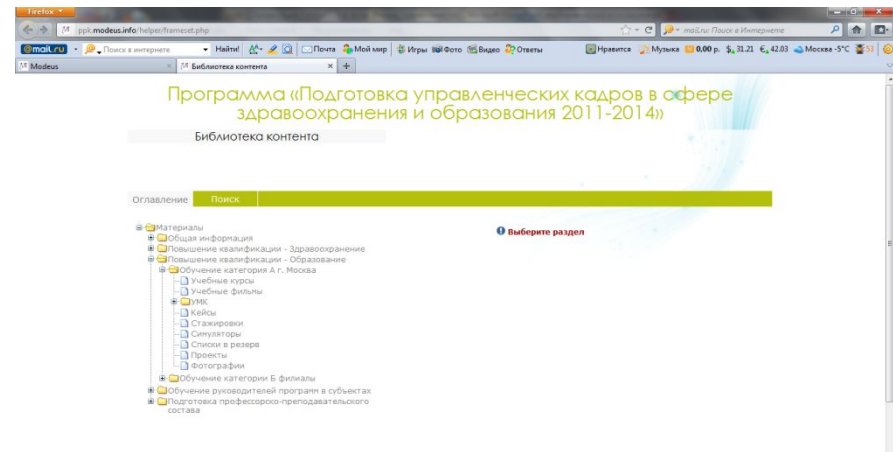 Firefox
ppk.modeus.info/helper/frameset.php
mail.ru: Поиск в Интернете
@mail.ru Поиск в интернете Найти! Почта Мой мир Игры Фото Видео Ответы Нравится Музыка 0,00 р. $ 31.21 € 42.03 Москва -5°C 53
Modeus Библиотека контента
Программа «Подготовка управленческих кадров в сфере
здравоохранения и образования 2011-2014»
Библиотека контента
Оглавление Поиск
Материалы
Выберите раздел
Общая информация
Повышение квалификации - Здравоохранение
Повышение квалификации - Образование
Обучение категория А г. Москва
Учебные курсы
Учебные фильмы
УМК
Кейсы
Стажировки
Симуляторы
Списки в резерв
Проекты
Фотографии
Обучение категории Б филиалы
Обучение руководителей программ в субъектах
Подготовка профессорско-преподавательского
состава